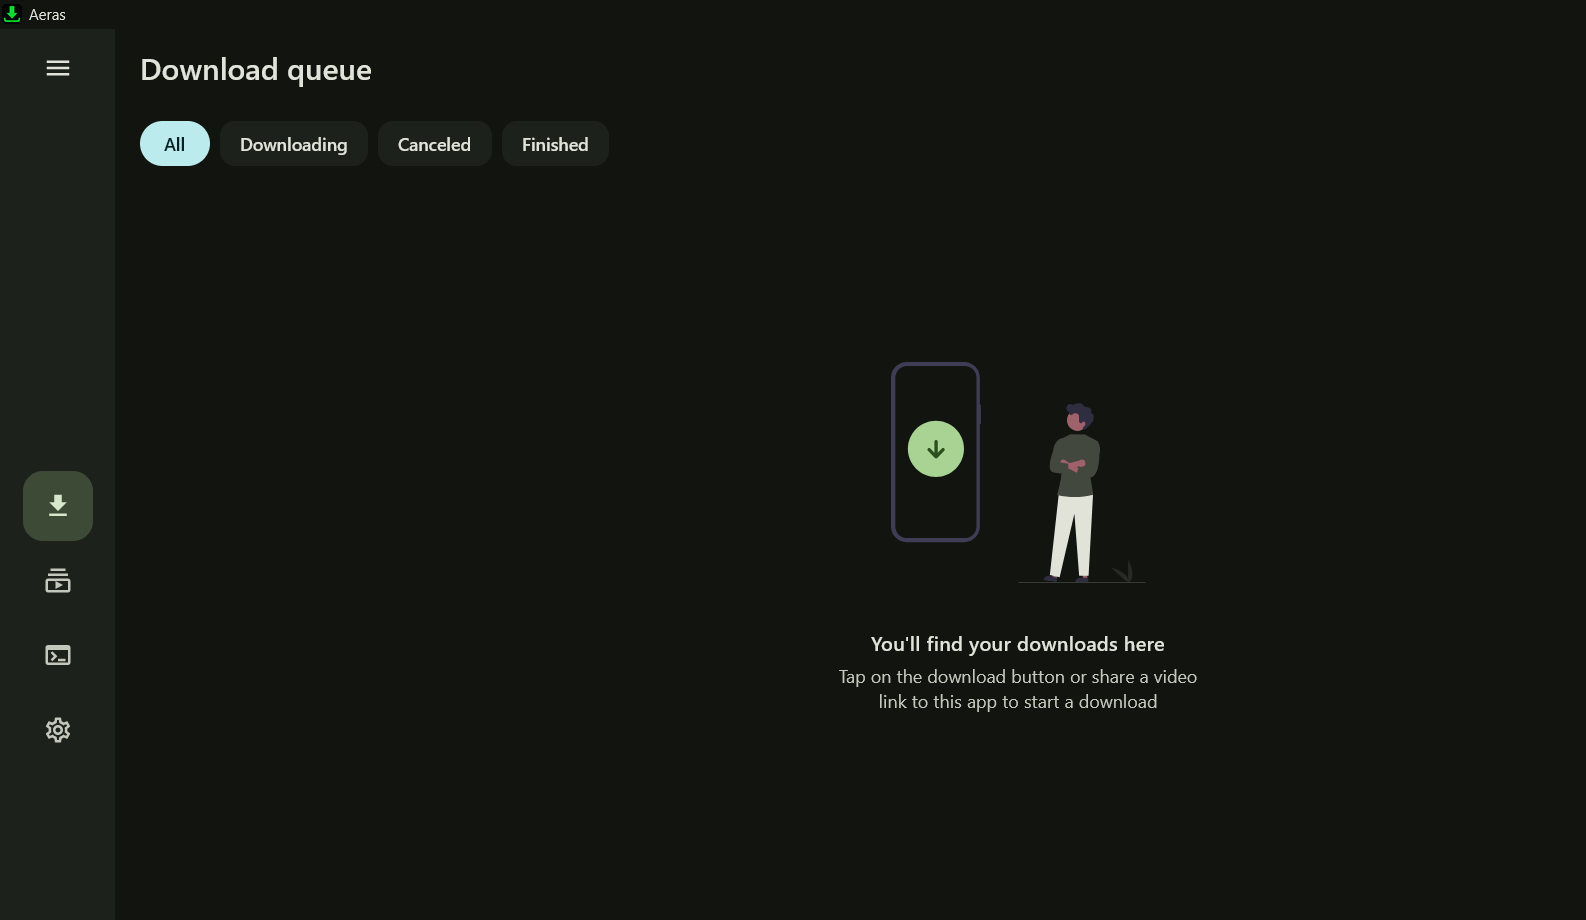 Aeras
Download queue
All
Downloading
Canceled
Finished
You'll find your downloads here
Tap on the download button or share a video
link to this app to start a download